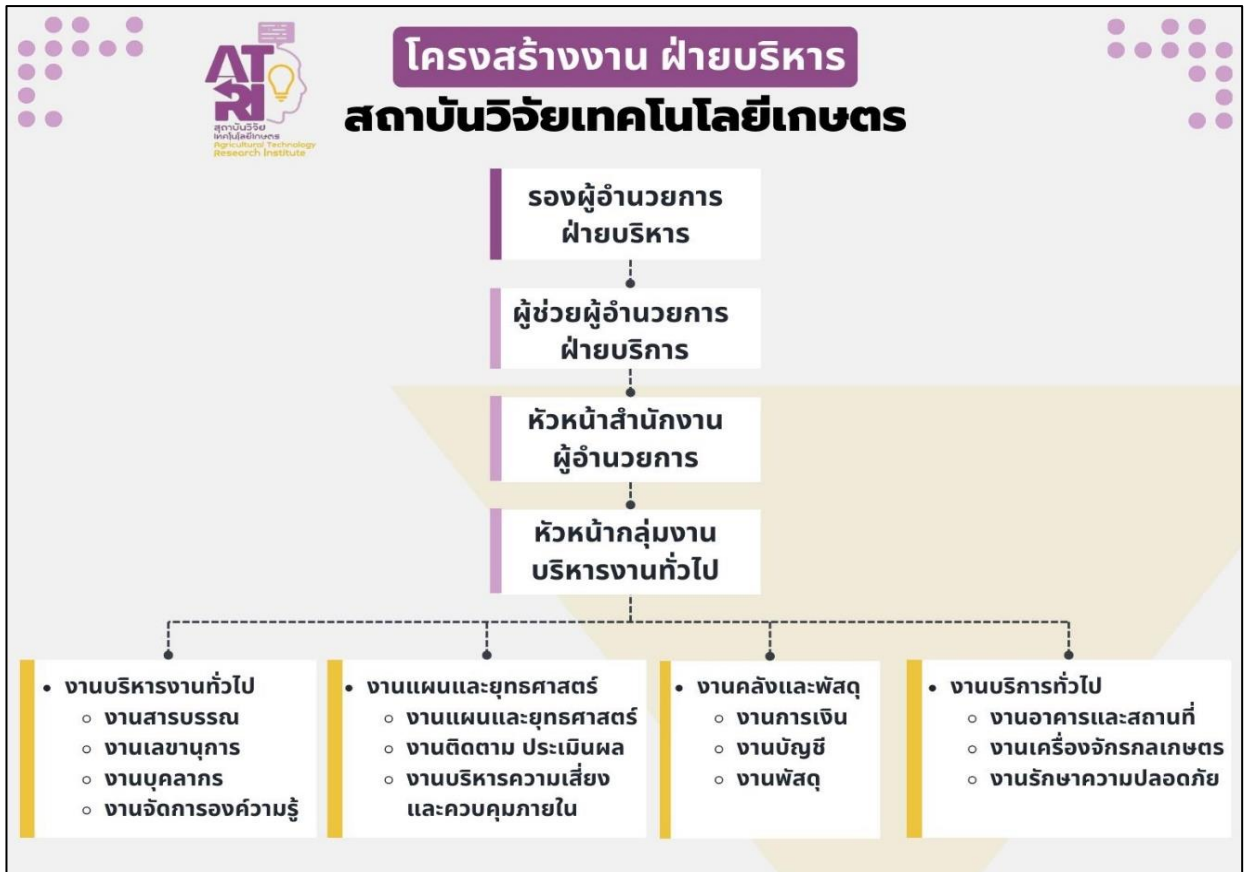 ATRI
สถาบันวิจัย
เทคโนโลยีเกษตร
Agricultural Technology
Research Institute
โครงสร้างงาน ฝ่ายบริหาร
สถาบันวิจัยเทคโนโลยีเกษตร
รองผู้อำนวยการ
ฝ่ายบริหาร
ผู้ช่วยผู้อำนวยการ
ฝ่ายบริการ
หัวหน้าสำนักงาน
ผู้อำนวยการ
หัวหน้ากลุ่มงาน
บริหารงานทั่วไป
• งานบริหารงานทั่วไป
○ งานสารบรรณ
○ งานเลขานุการ
○ งานบุคลากร
○ งานจัดการองค์ความรู้
• งานแผนและยุทธศาสตร์
○ งานแผนและยุทธศาสตร์
○ งานติดตาม ประเมินผล
○ งานบริหารความเสี่ยง
และควบคุมภายใน
• งานคลังและพัสดุ
○ งานการเงิน
○ งานบัญชี
○ งานพัสดุ
• งานบริการทั่วไป
○ งานอาคารและสถานที่
○ งานเครื่องจักรกลเกษตร
○ งานรักษาความปลอดภัย